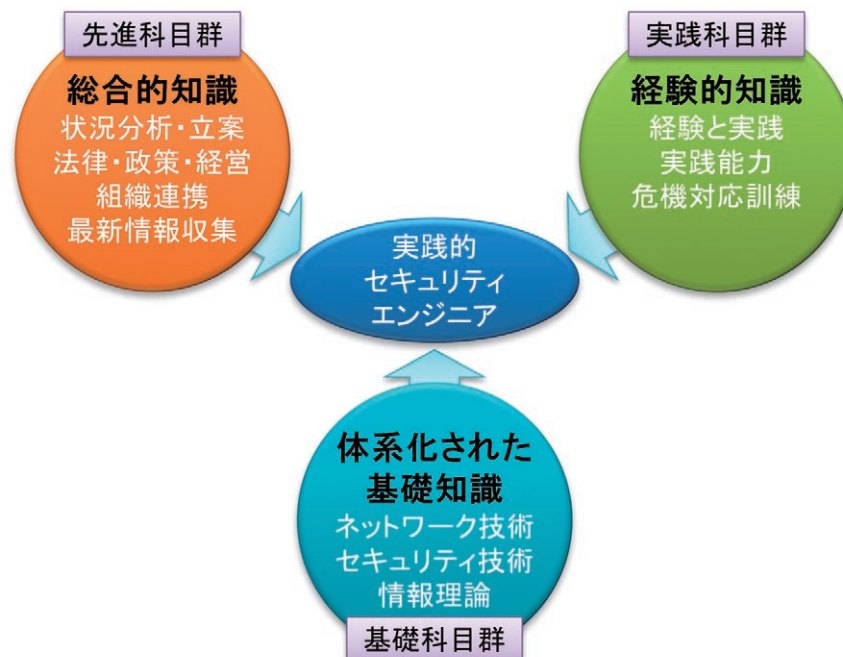 先進科目群
総合的知識
状況分析・立案
法律・政策・経営
組織連携
最新情報収集
実践科目群
経験的知識
経験と実践
実践能力
危機対応訓練
実践的
セキュリティ
エンジニア
体系化された
基礎知識
ネットワーク技術
セキュリティ技術
情報理論
基礎科目群